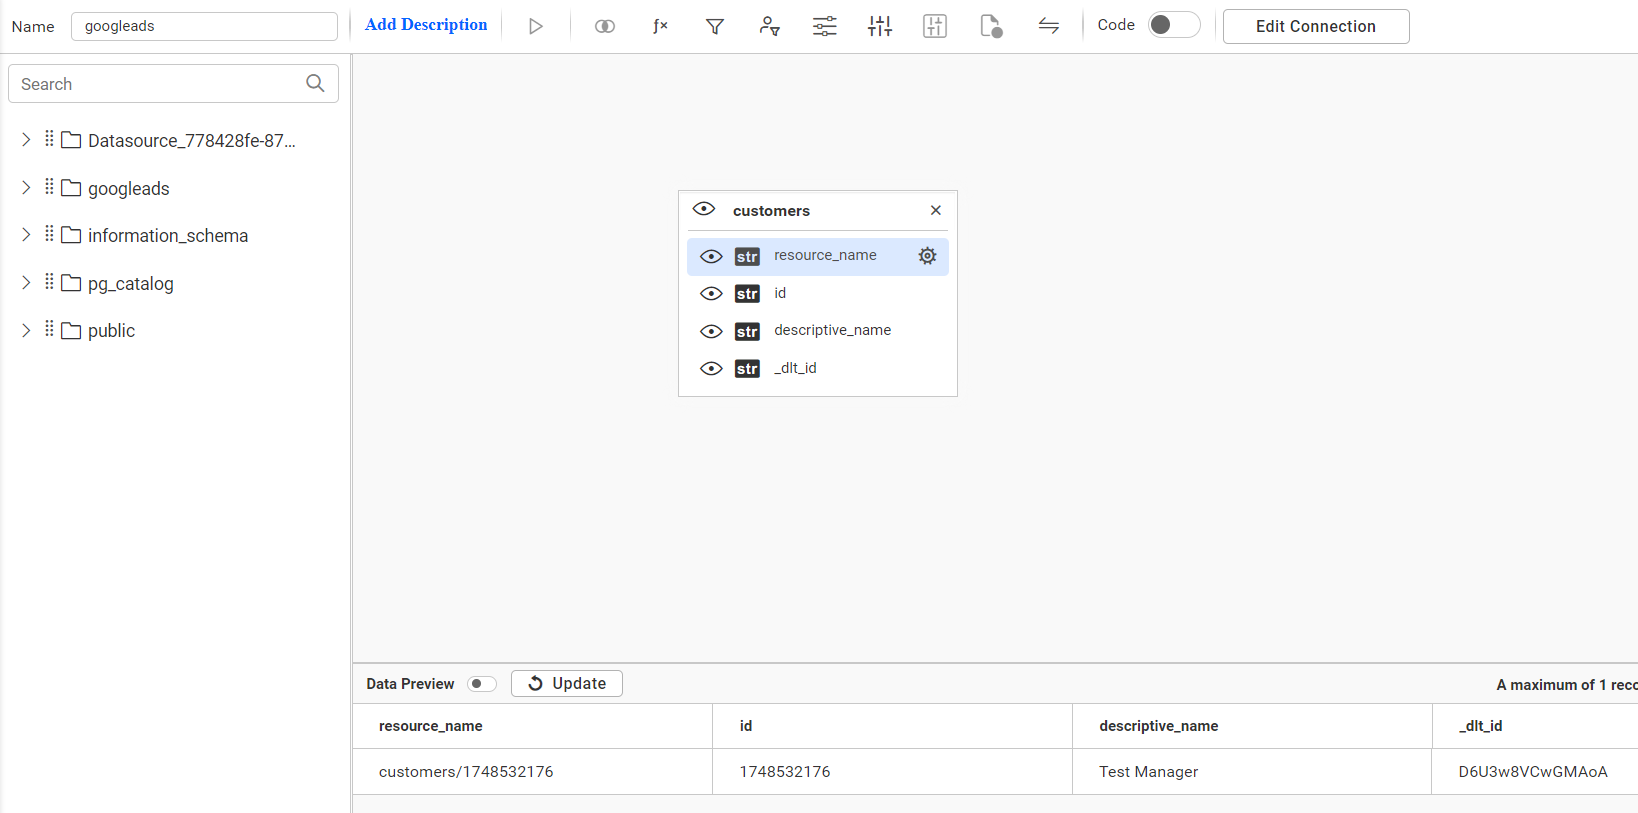 Name
googleads
Add Description
ƒx
Code
Edit Connection
Search
Datasource_778428fe-87...
googleads
information_schema
pg_catalog
public
customers
str resource_name
str id
str descriptive_name
str _dlt_id
Data Preview
Update
A maximum of 1 reco
resource_name id descriptive_name _dlt_id
customers/1748532176 1748532176 Test Manager D6U3w8VCwGMAoA